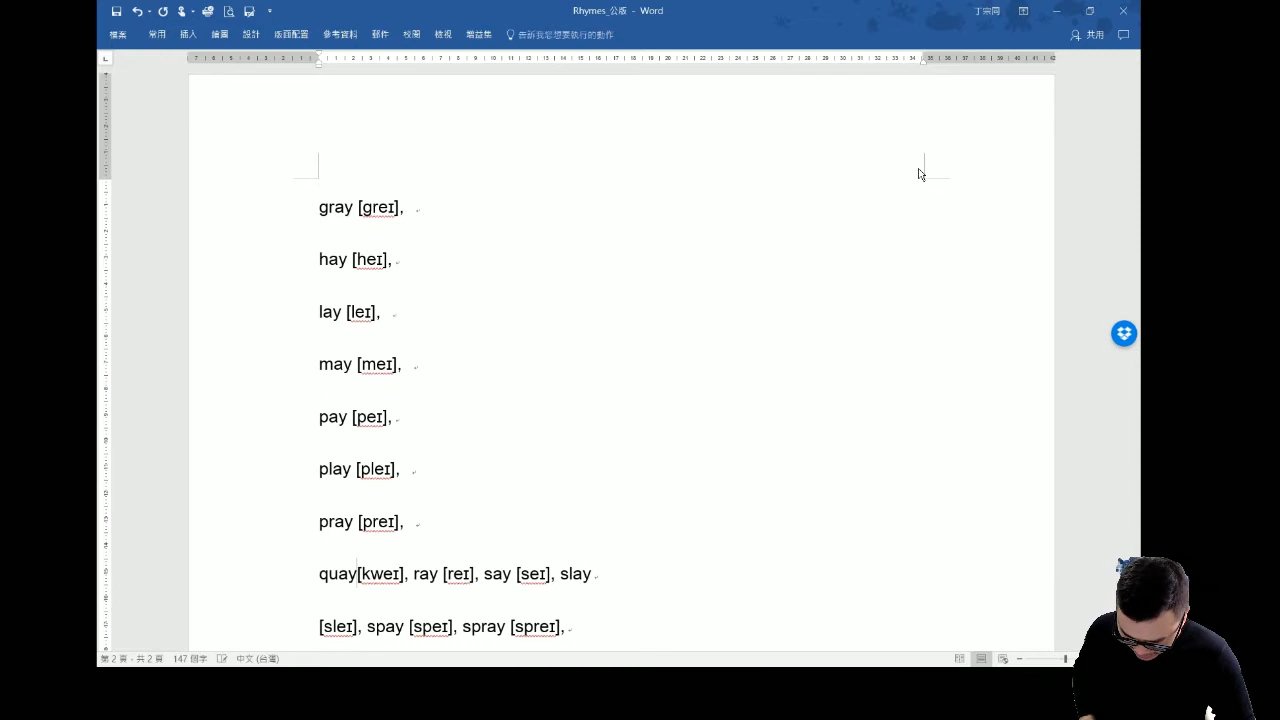 Rhymes_公版 - Word
丁宗同
檔案 常用 插入 繪圖 設計 版面配置 參考資料 郵件 校閱 檢視 增益集 告訴我您想要執行的動作 共用
gray [greɪ],
hay [heɪ],
lay [leɪ],
may [meɪ],
pay [peɪ],
play [pleɪ],
pray [preɪ],
quay[kweɪ], ray [reɪ], say [seɪ], slay
[sleɪ], spay [speɪ], spray [spreɪ],
第 2 頁，共 2 頁 147 個字 中文 (台灣)